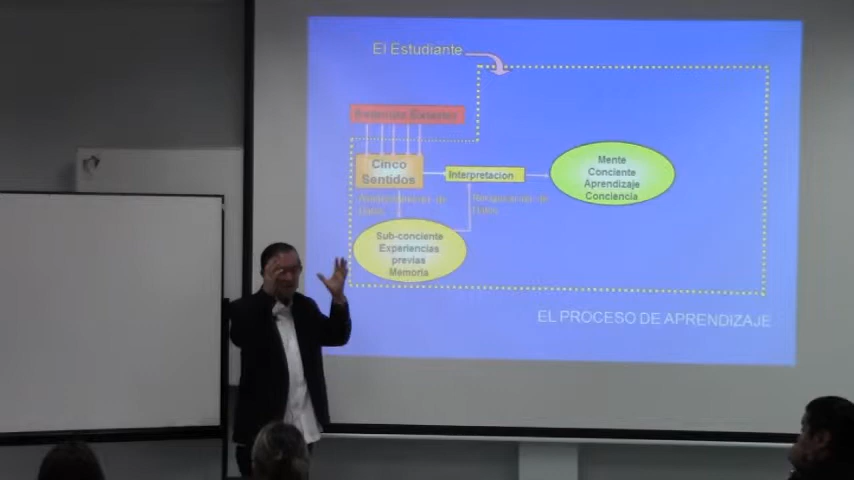 El Estudiante
Cinco
Sentidos
Interpretacion
Mente
Conciente
Aprendizaje
Conciencia
Sub-conciente
Experiencias
previas
Memoria
EL PROCESO DE APRENDIZAJE